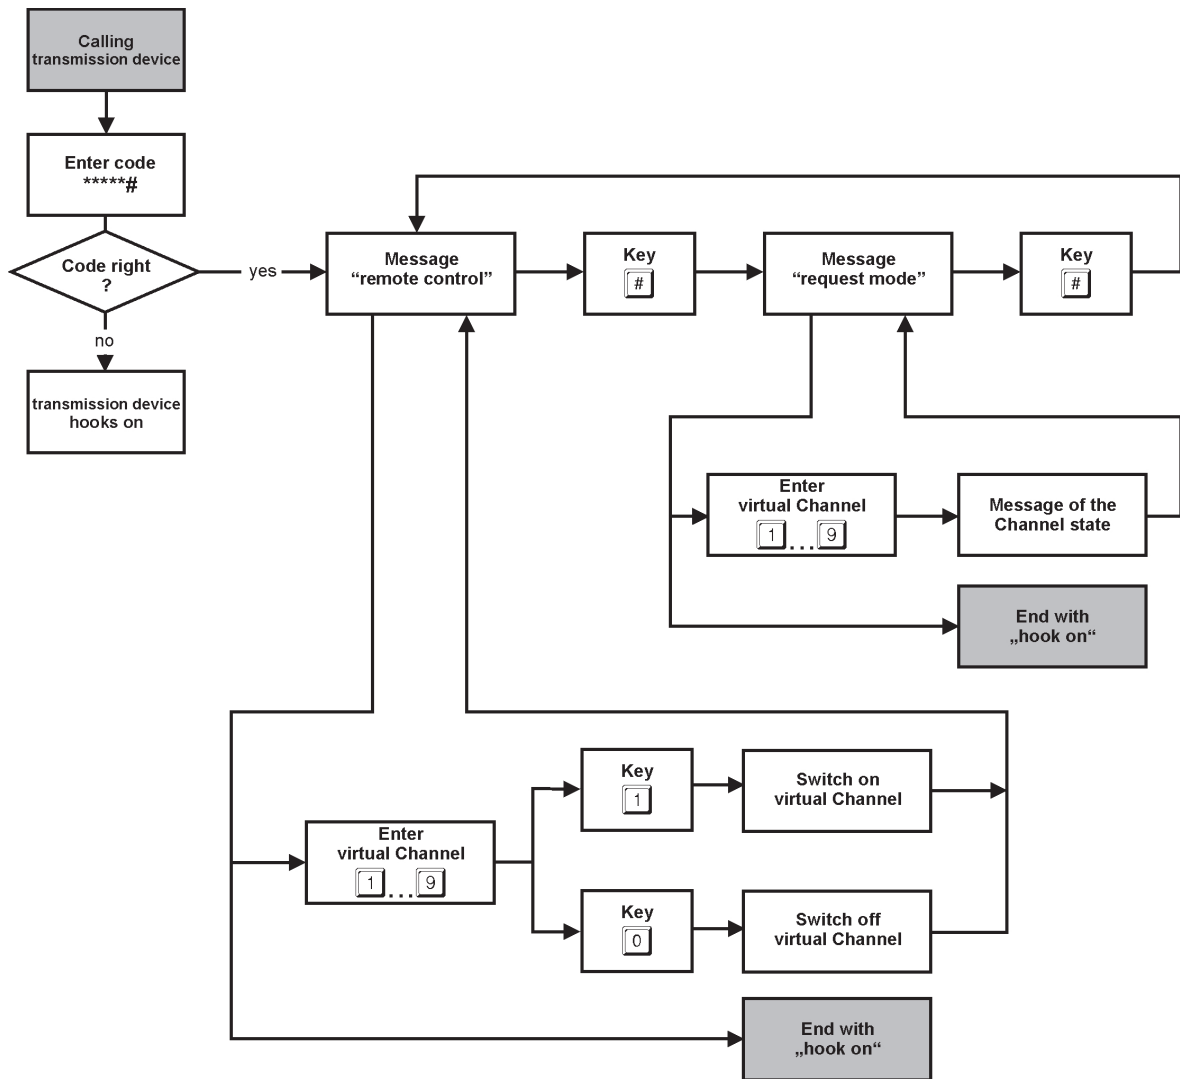 Calling
transmission device
Enter code
*****#
Code right
?
yes
no
transmission device
hooks on
Message
“remote control”
Key
#
Message
“request mode”
Key
#
Enter
virtual Channel
1...9
Message of the
Channel state
End with
„hook on“
Enter
virtual Channel
1...9
Key
1
Switch on
virtual Channel
Key
0
Switch off
virtual Channel
End with
„hook on“